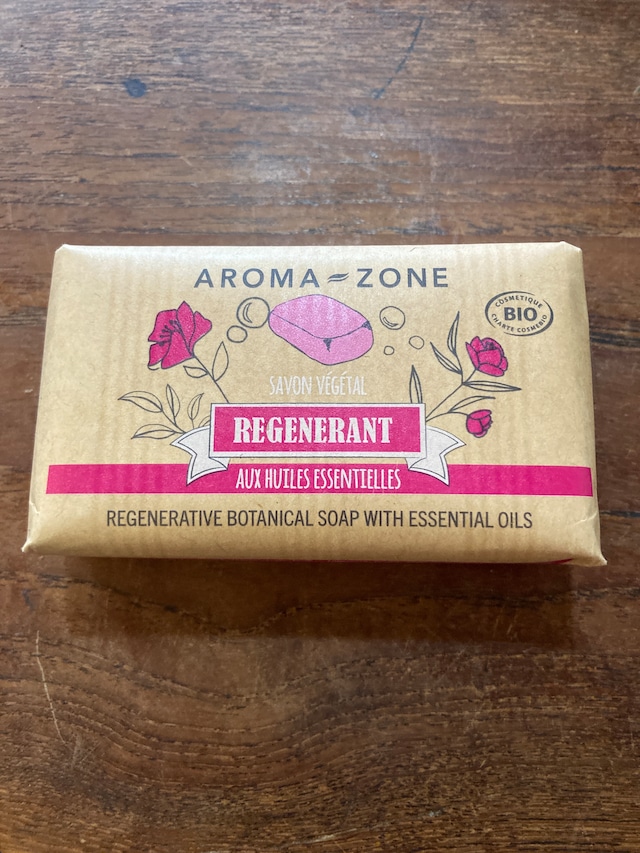 AROMA-ZONE
COSMETIQUE
BIO
CHARTE COSMEBIO
SAVON VÉGÉTAL
REGENERANT
AUX HUILES ESSENTIELLES
REGENERATIVE BOTANICAL SOAP WITH ESSENTIAL OILS